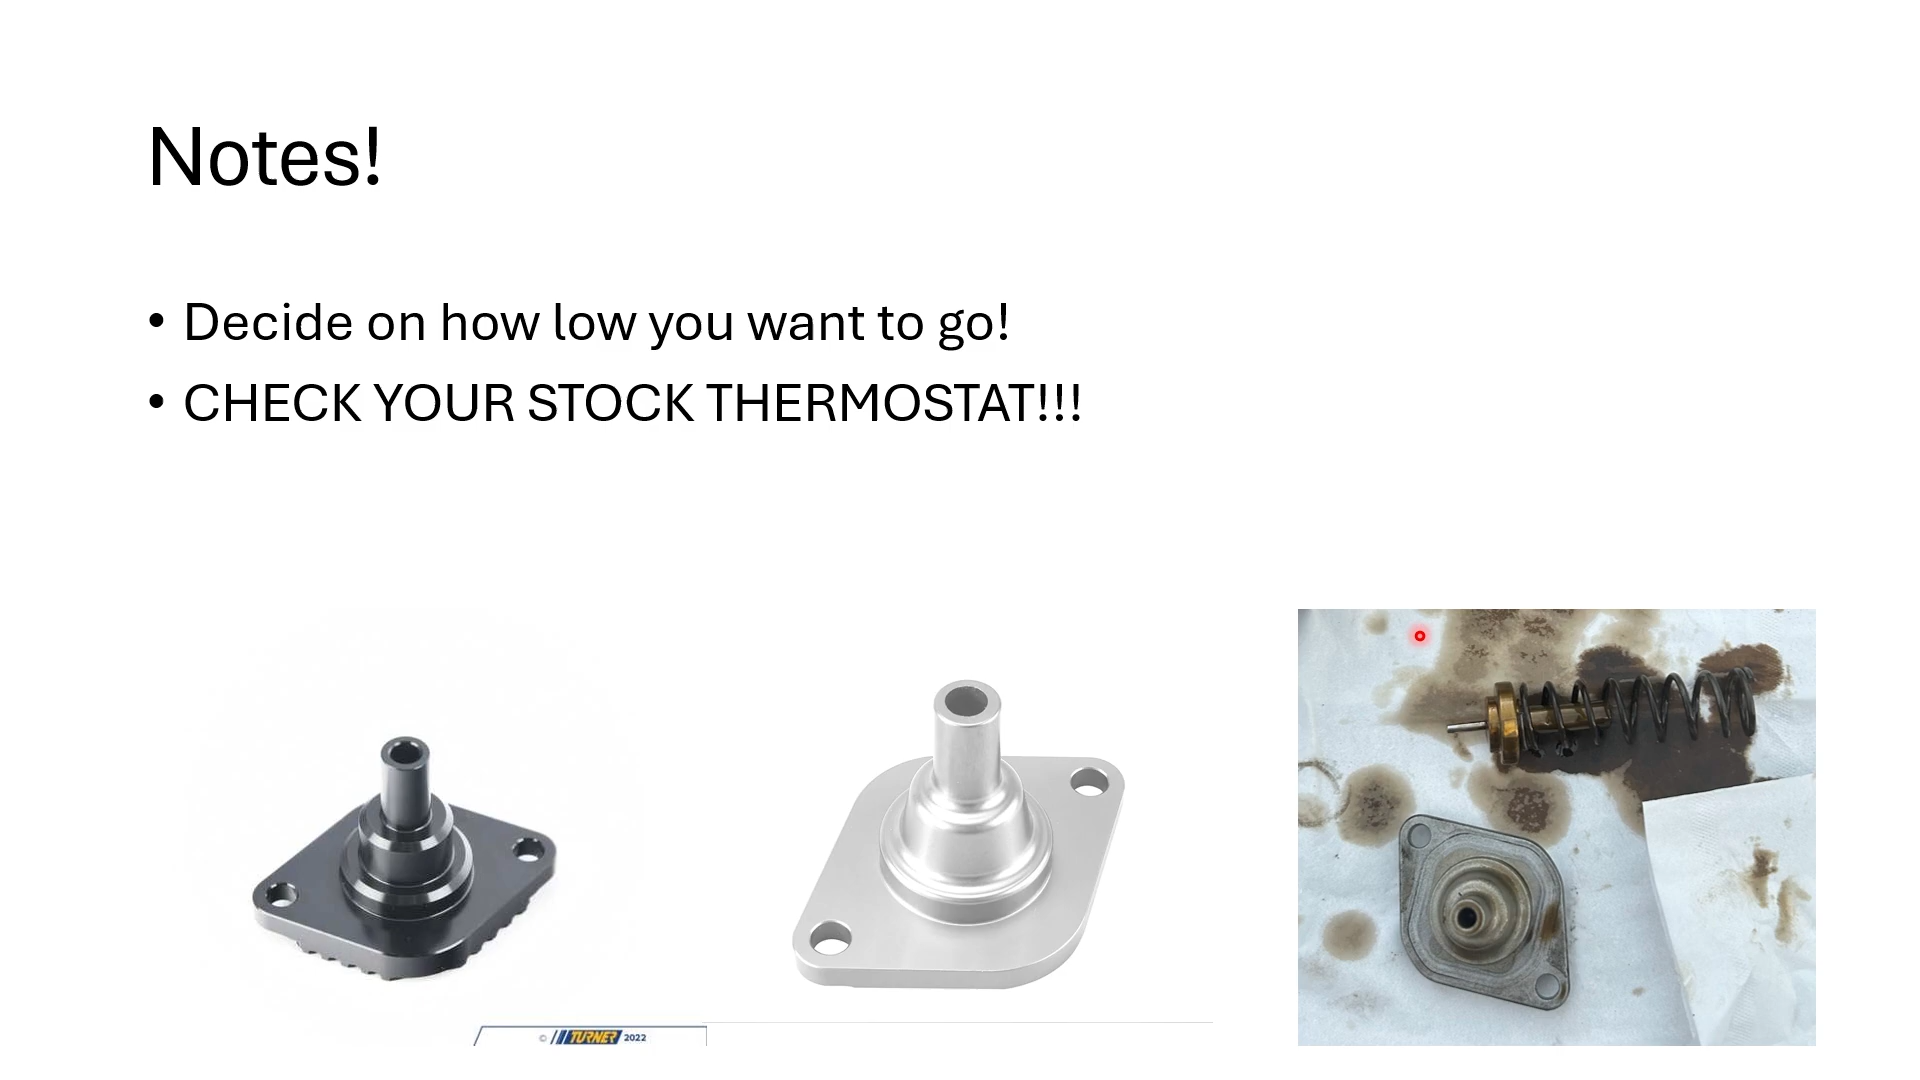 Notes!
• Decide on how low you want to go!
• CHECK YOUR STOCK THERMOSTAT!!!
© TURNER 2022